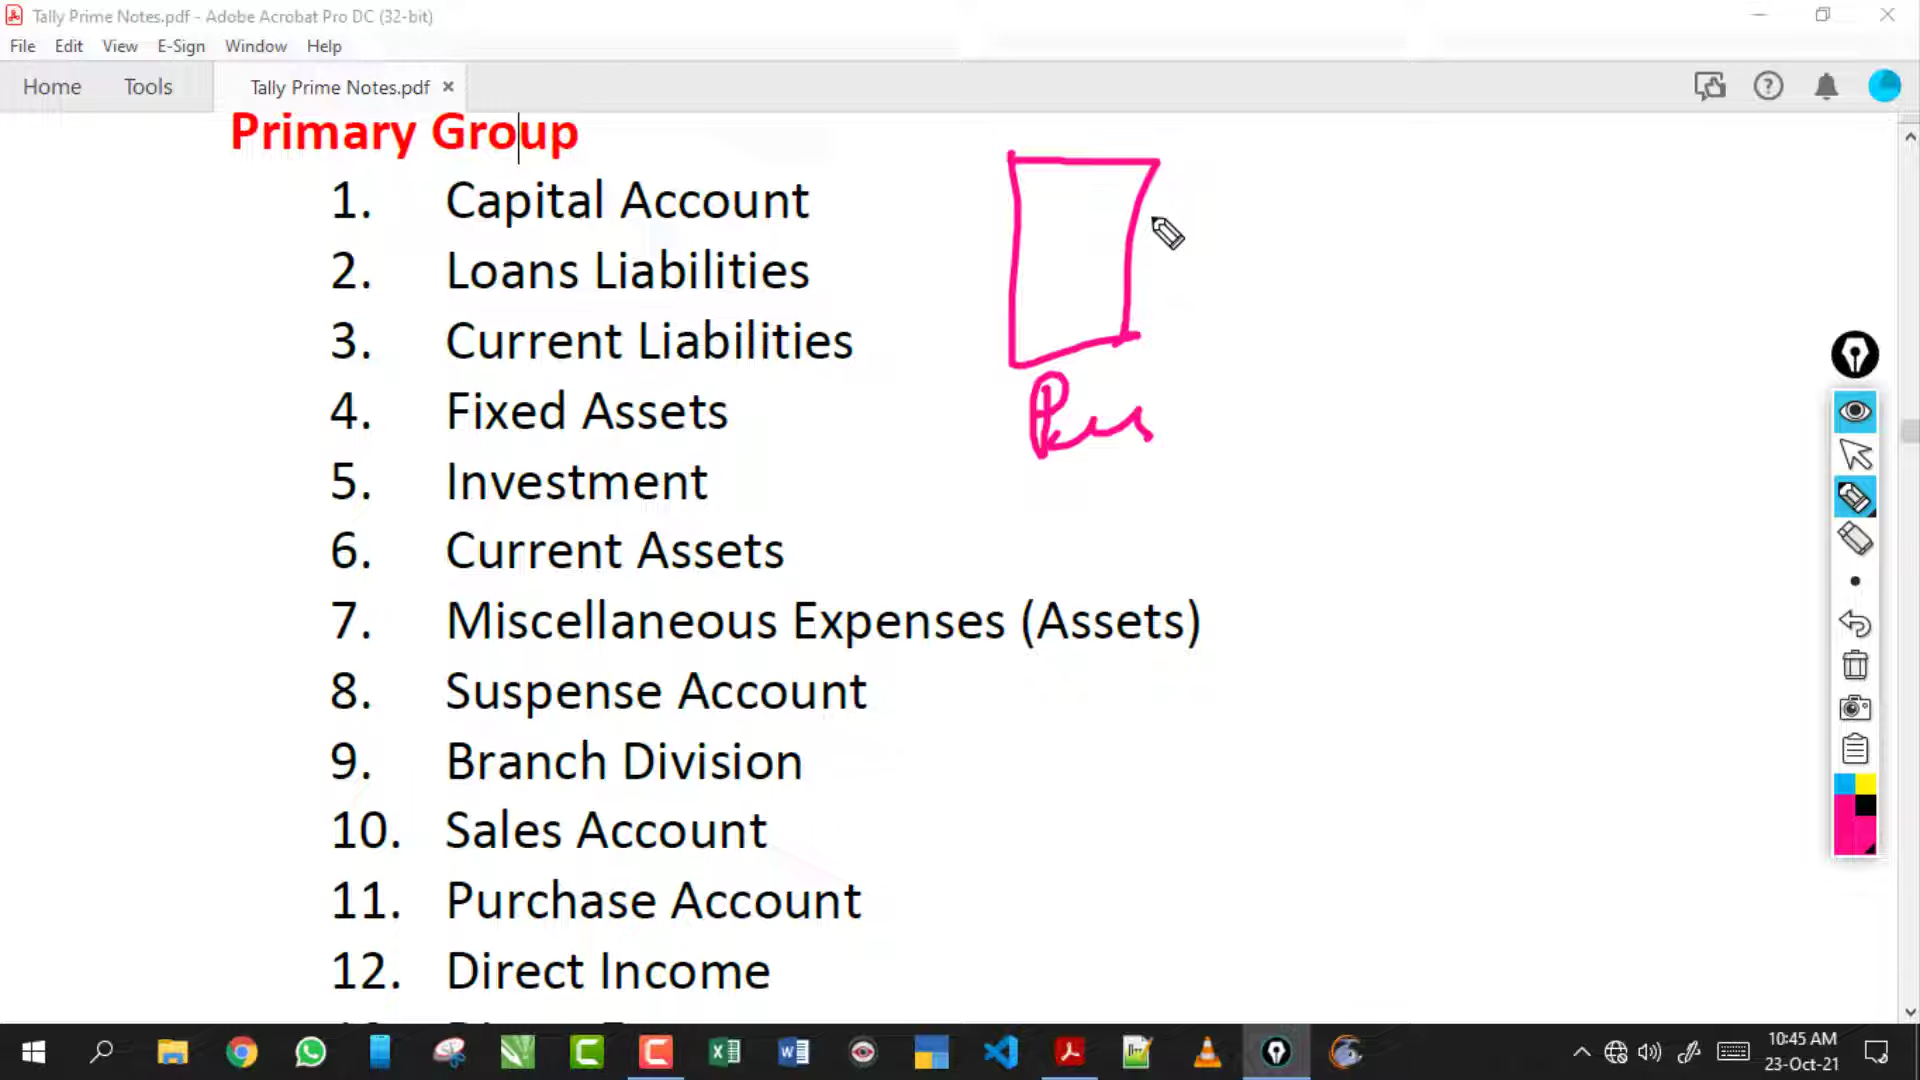 Tally Prime Notes.pdf - Adobe Acrobat Pro DC (32-bit)
File Edit View E-Sign Window Help
Home Tools Tally Prime Notes.pdf ×
Primary Group
1. Capital Account
2. Loans Liabilities
3. Current Liabilities
4. Fixed Assets
5. Investment
6. Current Assets
7. Miscellaneous Expenses (Assets)
8. Suspense Account
9. Branch Division
10. Sales Account
11. Purchase Account
12. Direct Income
10:45 AM
23-Oct-21